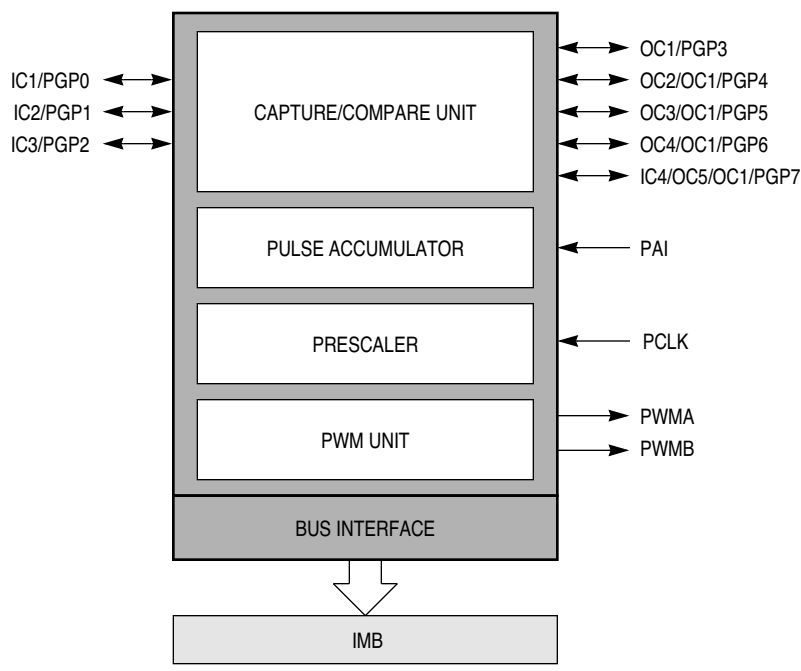 IC1/PGP0
IC2/PGP1
IC3/PGP2
CAPTURE/COMPARE UNIT
OC1/PGP3
OC2/OC1/PGP4
OC3/OC1/PGP5
OC4/OC1/PGP6
IC4/OC5/OC1/PGP7
PULSE ACCUMULATOR
PAI
PRESCALER
PCLK
PWM UNIT
PWMA
PWMB
BUS INTERFACE
IMB